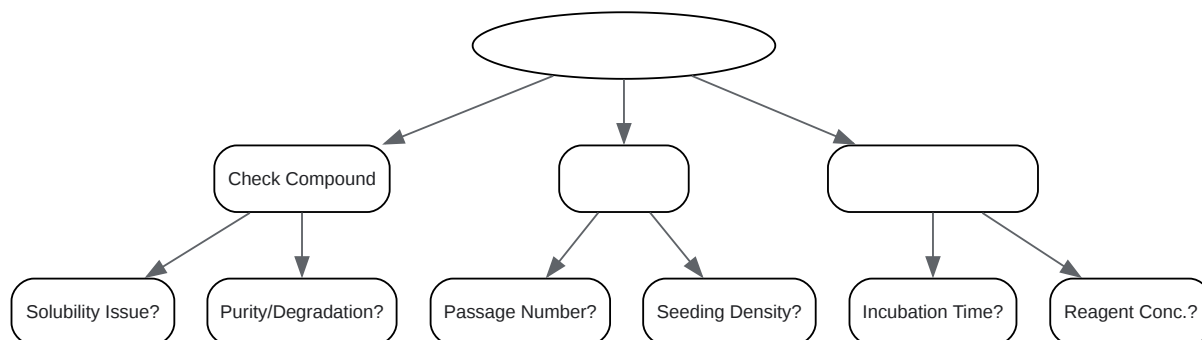 Check Compound
Solubility Issue?
Purity/Degradation?
Passage Number?
Seeding Density?
Incubation Time?
Reagent Conc.?